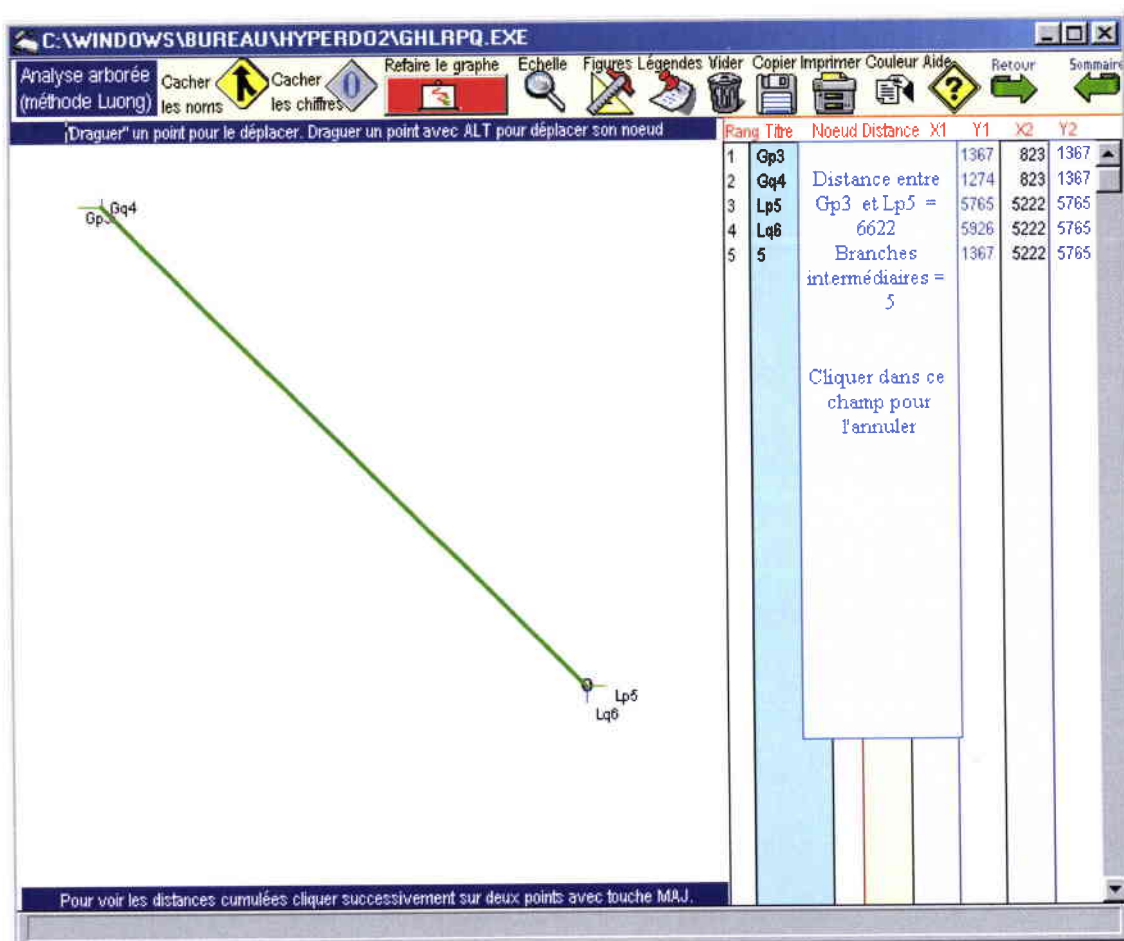 C:\WINDOWS\BUREAU\HYPERDO2\GHLRPQ.EXE
Analyse arborée
(méthode Luong)
Cacher
les noms
Cacher
les chiffres
0
Refaire le graphe
Echelle
Figures
Légendes
Vider
Copier
Imprimer
Couleur
Aide
?
Retour
Sommaire
"Draguer" un point pour le déplacer. Draguer un point avec ALT pour déplacer son noeud
Rang Titre Noeud Distance X1 Y1 X2 Y2
1 Gp3 1367 823 1367
2 Gq4 1274 823 1367
3 Lp5 5765 5222 5765
4 Lq6 5926 5222 5765
5 5 1367 5222 5765
Distance entre
Gp3 et Lp5 =
6622
Branches
intermédiaires =
5
Cliquer dans ce
champ pour
l'annuler
Gq4
Gp3
Lp5
Lq6
Pour voir les distances cumulées cliquer successivement sur deux points avec touche MAJ.